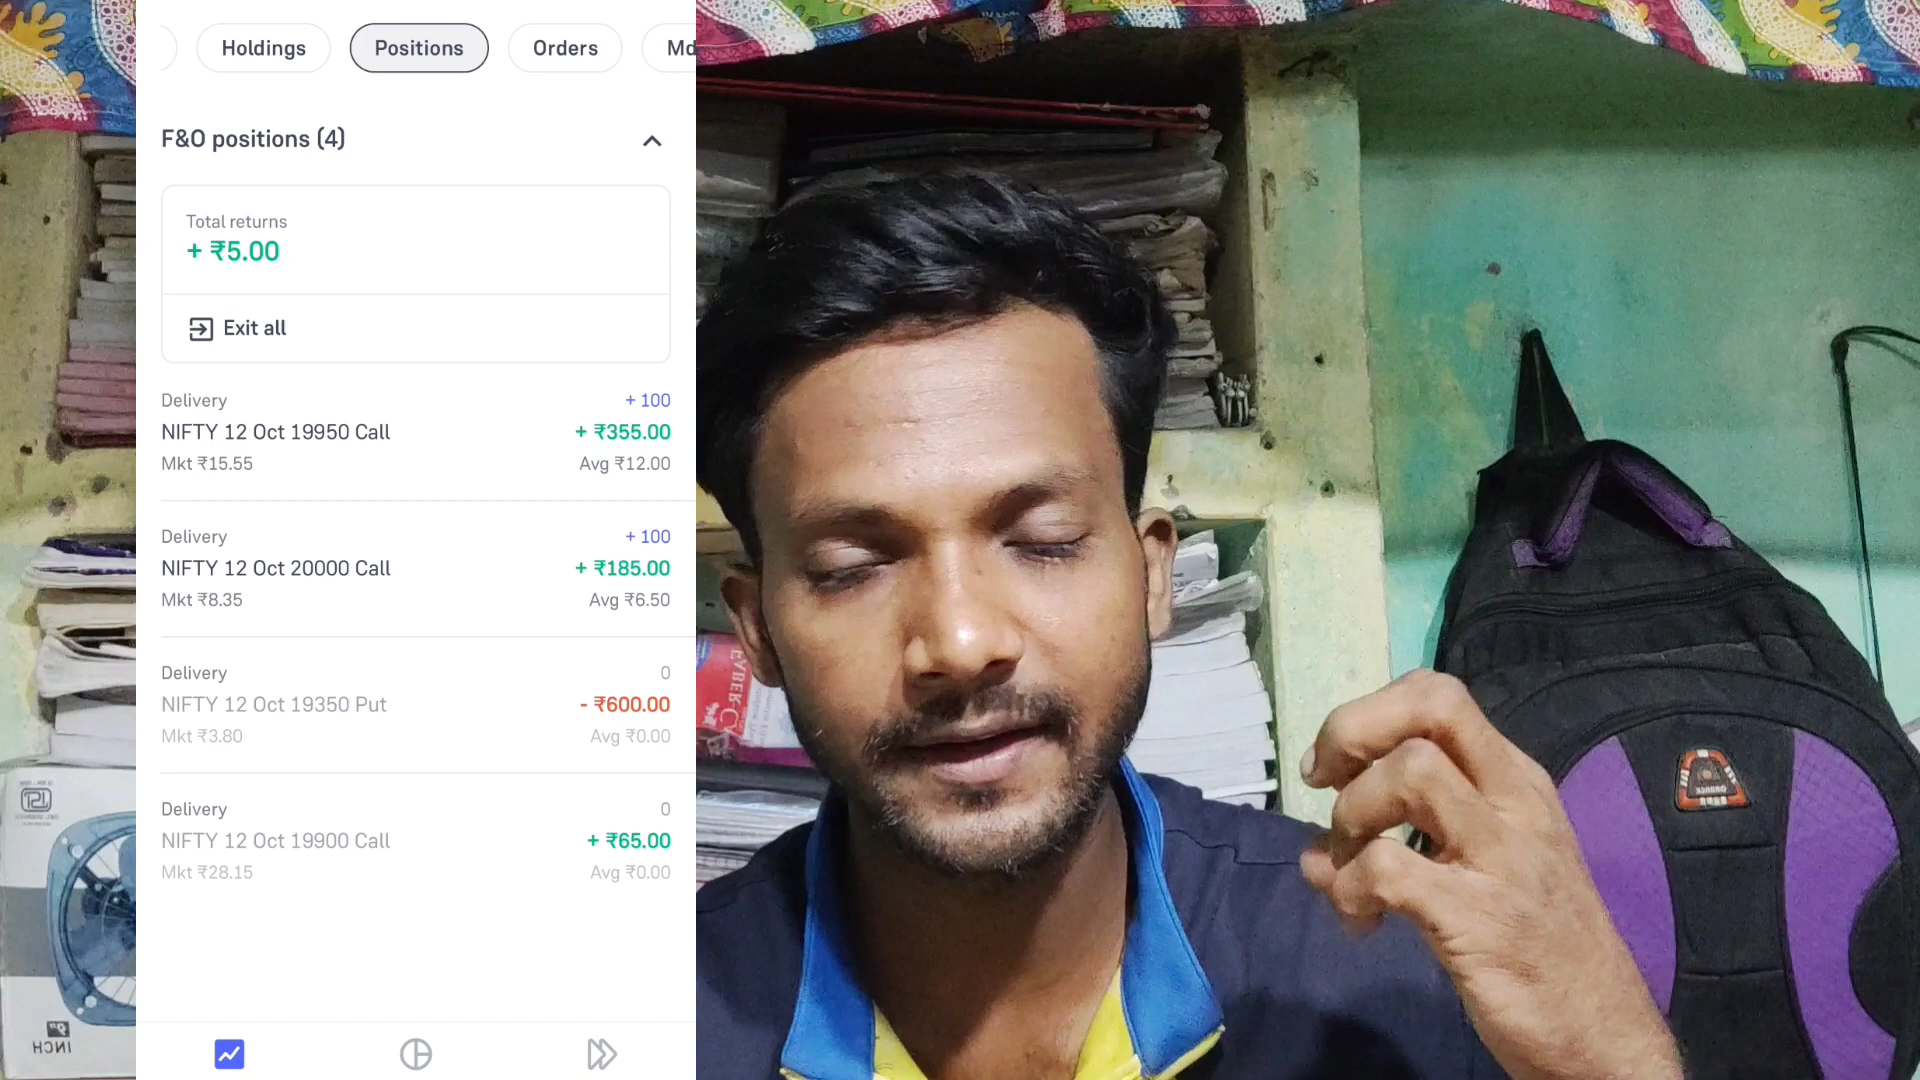 Holdings
Positions
Orders
F&O positions (4)
Total returns
+ ₹5.00
Exit all
Delivery
+ 100
NIFTY 12 Oct 19950 Call
+ ₹355.00
Mkt ₹15.55
Avg ₹12.00
Delivery
+ 100
NIFTY 12 Oct 20000 Call
+ ₹185.00
Mkt ₹8.35
Avg ₹6.50
Delivery
0
NIFTY 12 Oct 19350 Put
- ₹600.00
Mkt ₹3.80
Avg ₹0.00
Delivery
0
NIFTY 12 Oct 19900 Call
+ ₹65.00
Mkt ₹28.15
Avg ₹0.00
FABER-C
INCH